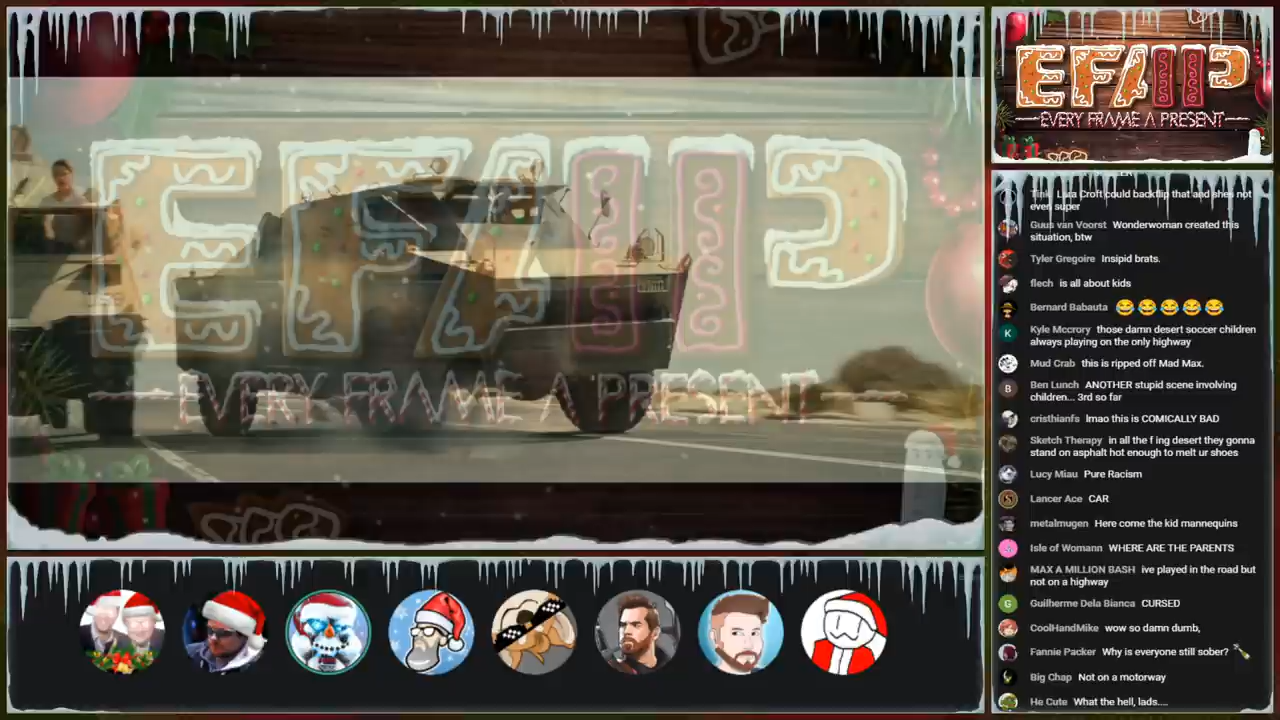 EFAP
EVERY FRAME A PRESENT
EFAP
EVERY FRAME A PRESENT
Tink Lara Croft could backflip that and shes not
even super
Guus van Voorst Wonderwoman created this
situation, btw
Tyler Gregoire Insipid brats.
flech is all about kids
Bernard Babauta 😂😂😂😂😂
K Kyle Mccrory those damn desert soccer children
always playing on the only highway
Mud Crab this is ripped off Mad Max.
B Ben Lunch ANOTHER stupid scene involving
children... 3rd so far
cristhianfs lmao this is COMICALLY BAD
Sketch Therapy in all the f ing desert they gonna
stand on asphalt hot enough to melt ur shoes
Lucy Miau Pure Racism
Lancer Ace CAR
metalmugen Here come the kid mannequins
Isle of Womann WHERE ARE THE PARENTS
MAX A MILLION BASH ive played in the road but
not on a highway
G Guilherme Dela Bianca CURSED
CoolHandMike wow so damn dumb,
Fannie Packer Why is everyone still sober? 🍾
Big Chap Not on a motorway
He Cute What the hell, lads....